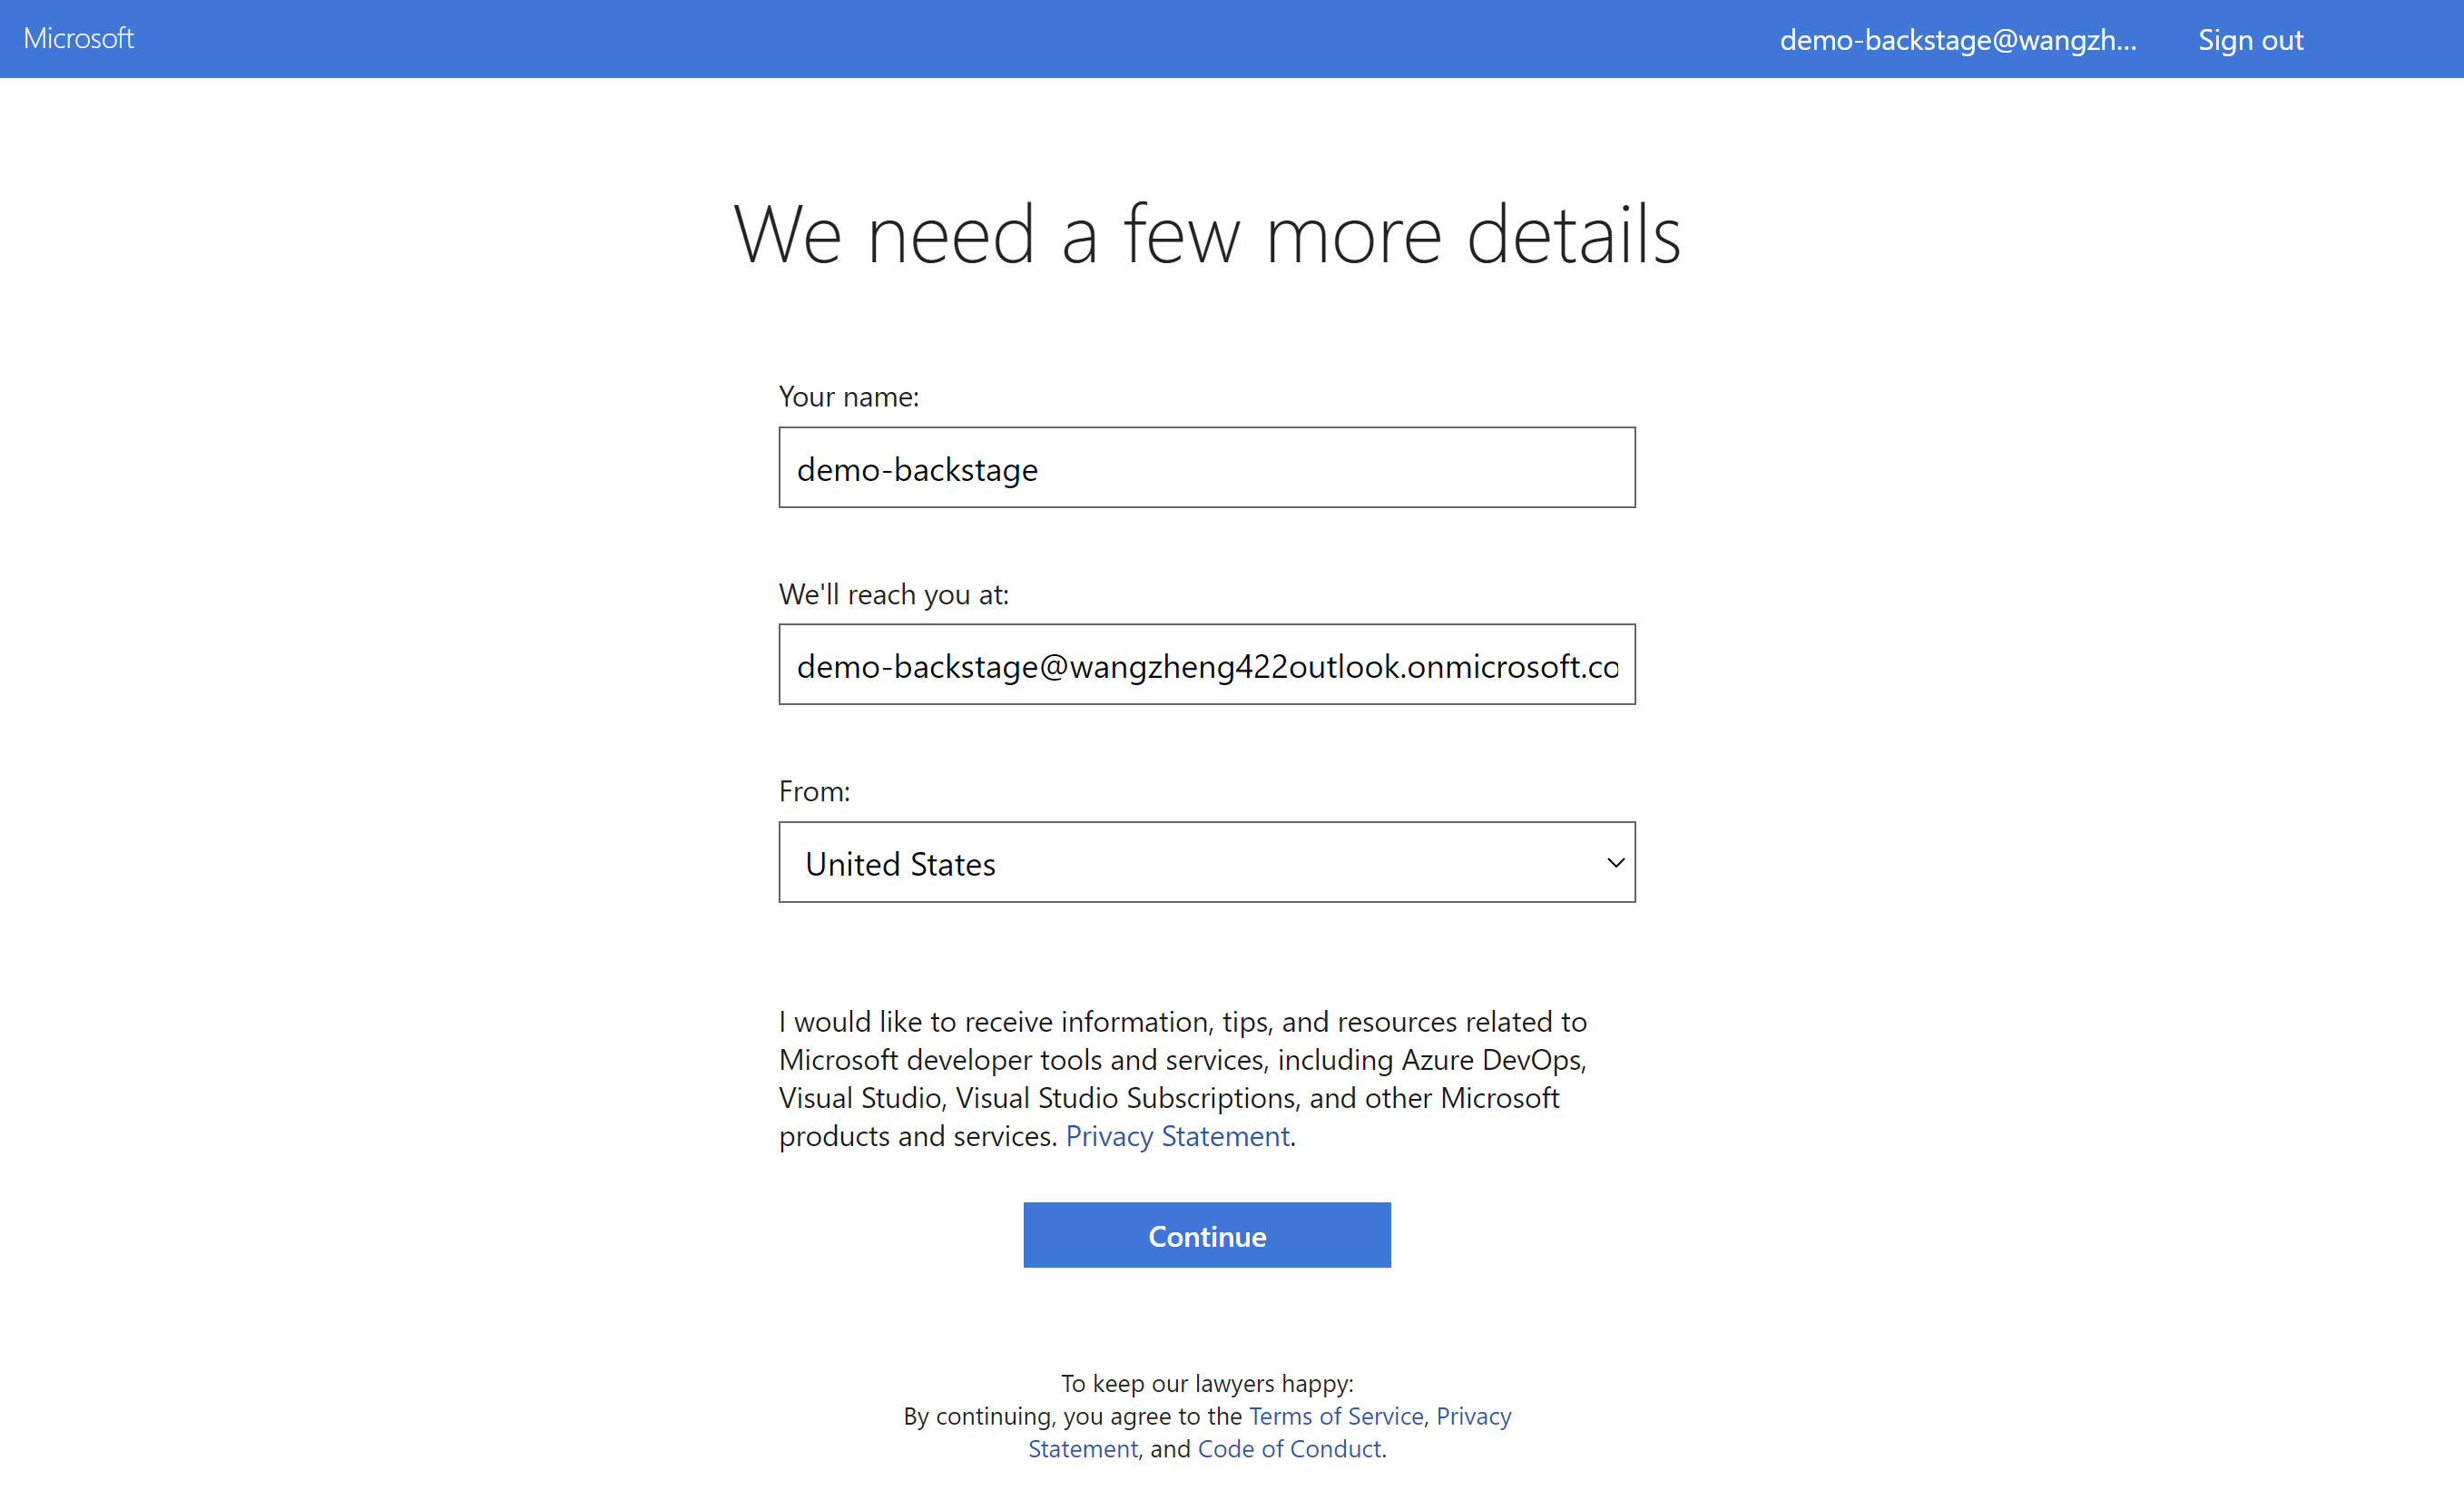 Microsoft
demo-backstage@wangzh...
Sign out
We need a few more details
Your name:
demo-backstage
We'll reach you at:
demo-backstage@wangzheng422outlook.onmicrosoft.co
From:
United States
I would like to receive information, tips, and resources related to
Microsoft developer tools and services, including Azure DevOps,
Visual Studio, Visual Studio Subscriptions, and other Microsoft
products and services. Privacy Statement.
Continue
To keep our lawyers happy:
By continuing, you agree to the Terms of Service, Privacy
Statement, and Code of Conduct.